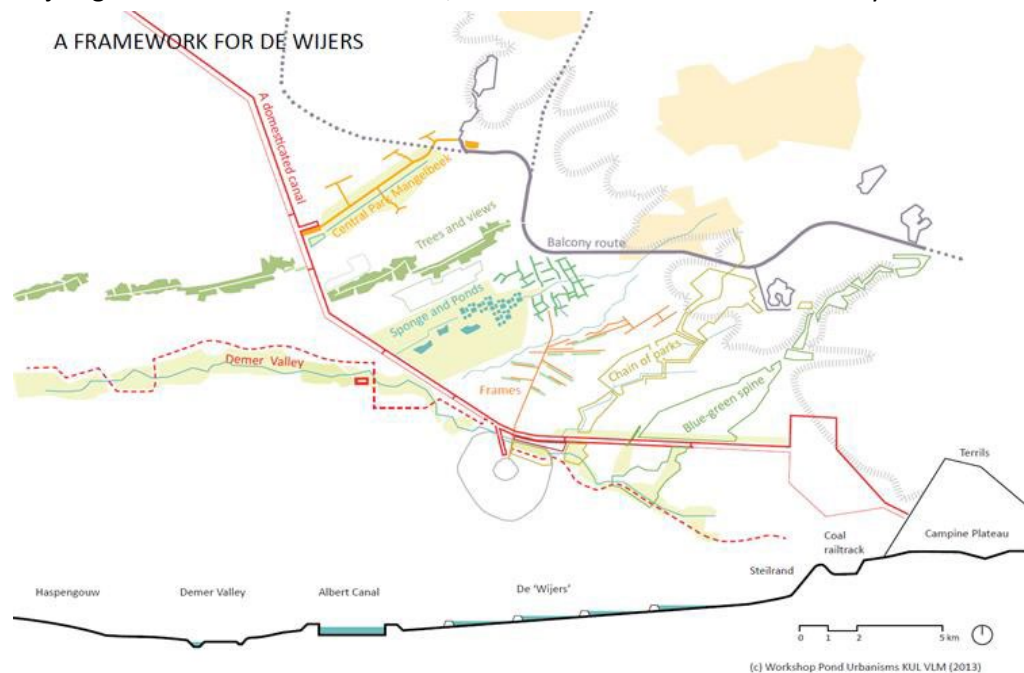 A FRAMEWORK FOR DE WIJERS
A domesticated canal
Central Park Mangelbeek
Trees and views
Balcony route
Sponge and Ponds
Demer Valley
Chain of parks
Frames
Blue-green spine
Terrils
Coal
railtrack
Campine Plateau
Steilrand
Haspengouw
Demer Valley
Albert Canal
De 'Wijers'
0 1 2 5 km
(c) Workshop Pond Urbanisms KUL VLM (2013)